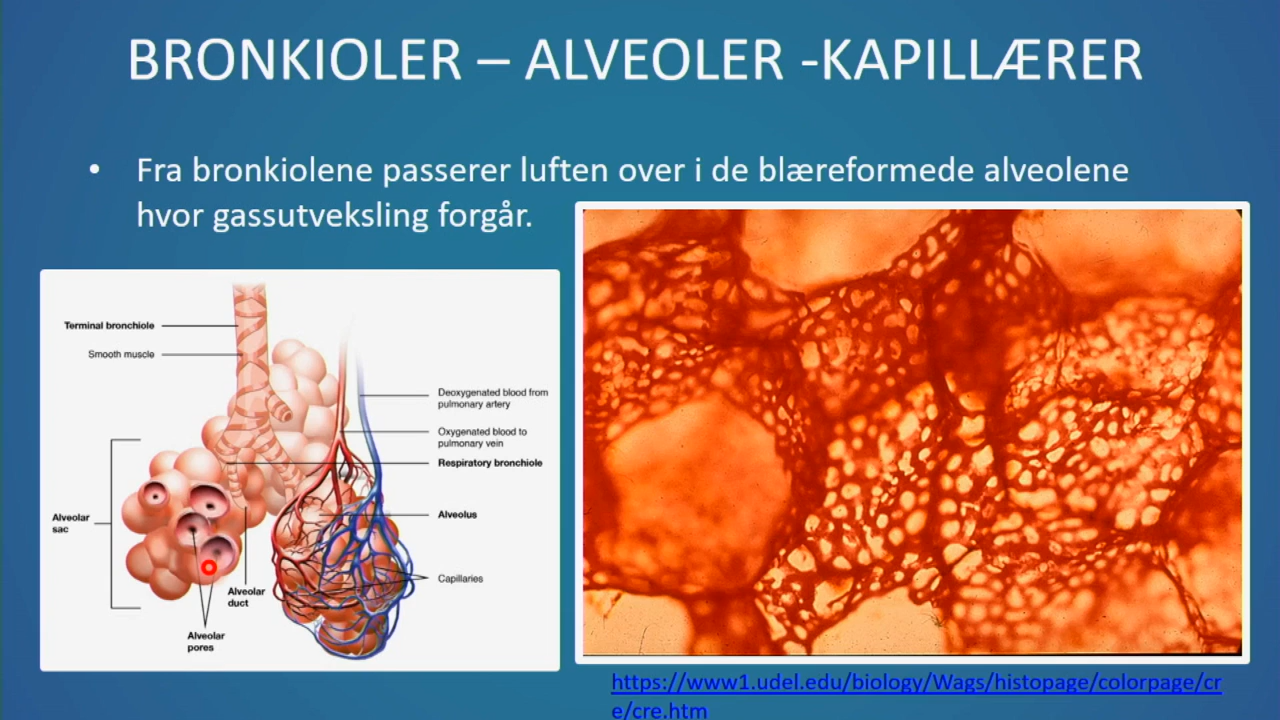 BRONKIOLER – ALVEOLER -KAPILLÆRER
• Fra bronkiolene passerer luften over i de blæreformede alveolene
hvor gassutveksling forgår.
Terminal bronchiole
Smooth muscle
Deoxygenated blood from
pulmonary artery
Oxygenated blood to
pulmonary vein
Respiratory bronchiole
Alveolar
sac
Alveolus
Capillaries
Alveolar
duct
Alveolar
pores
https://www1.udel.edu/biology/Wags/histopage/colorpage/cr
e/cre.htm